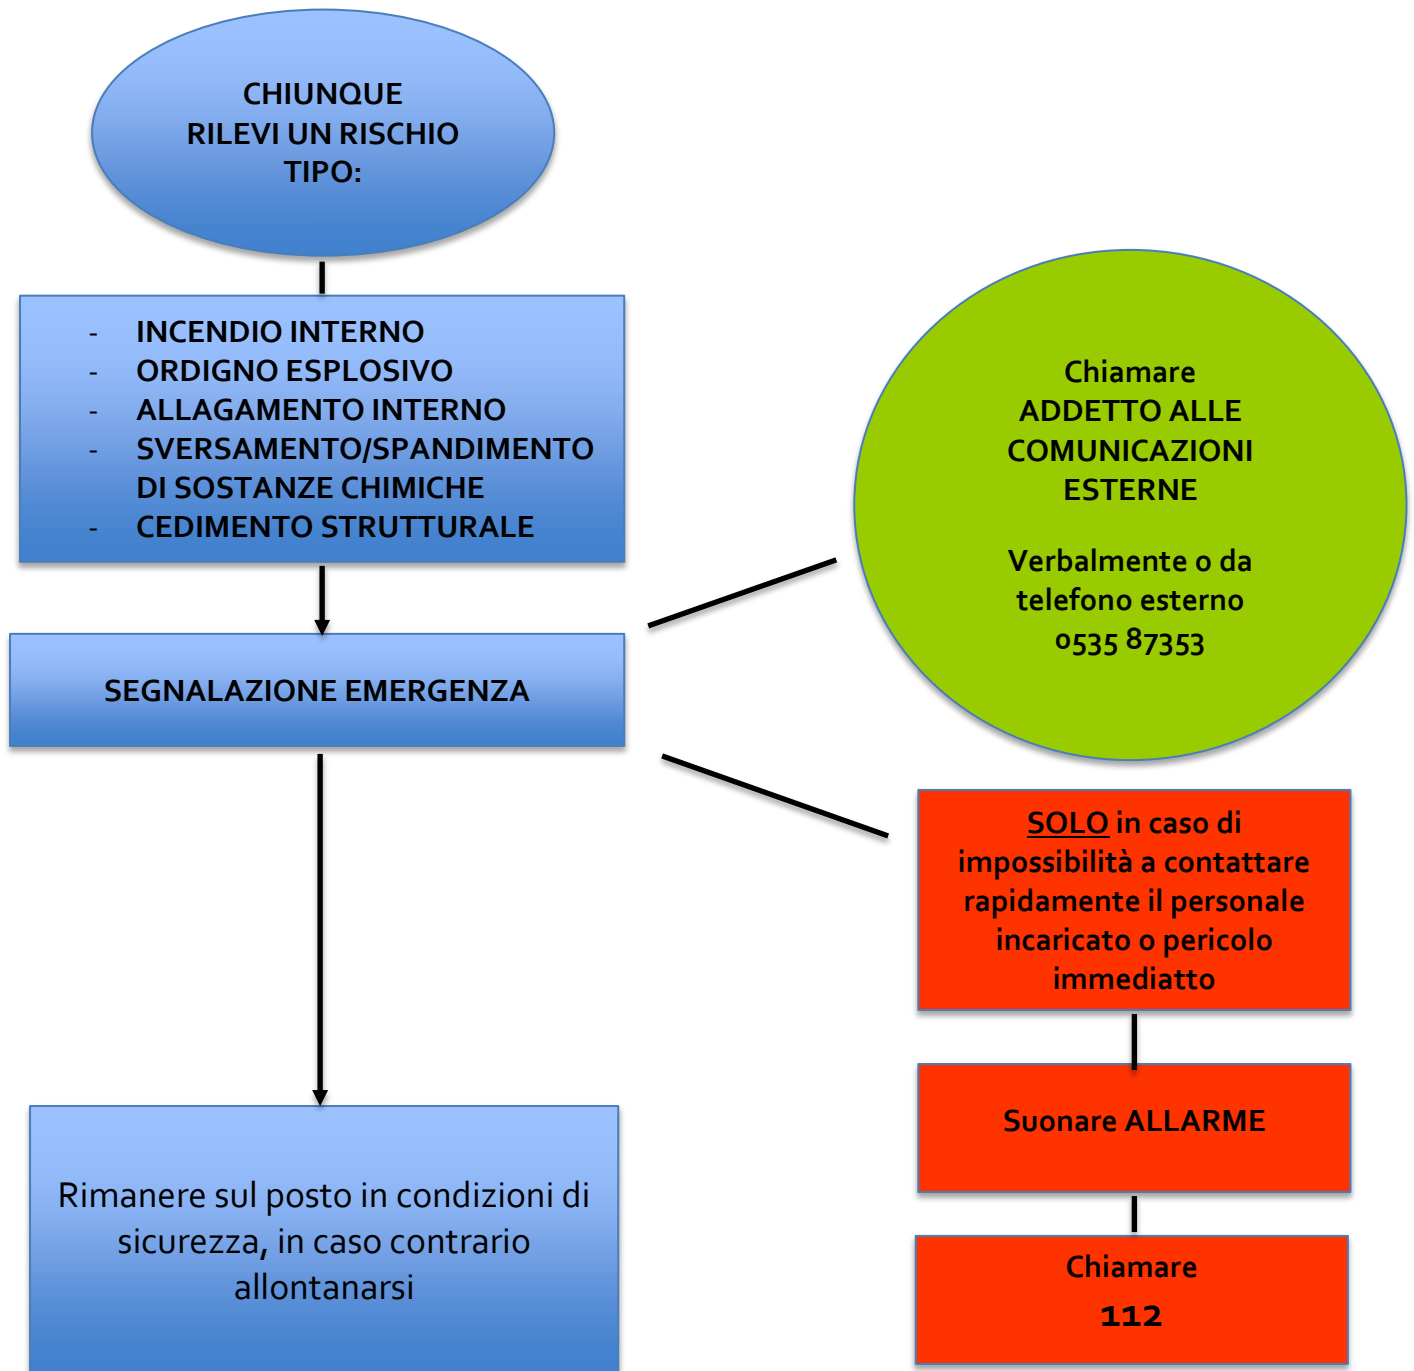 CHIUNQUE
RILEVI UN RISCHIO
TIPO:
- INCENDIO INTERNO
- ORDIGNO ESPLOSIVO
- ALLAGAMENTO INTERNO
- SVERSAMENTO/SPANDIMENTO
DI SOSTANZE CHIMICHE
- CEDIMENTO STRUTTURALE
SEGNALAZIONE EMERGENZA
Chiamare
ADDETTO ALLE
COMUNICAZIONI
ESTERNE
Verbalmente o da
telefono esterno
0535 87353
SOLO in caso di
impossibilità a contattare
rapidamente il personale
incaricato o pericolo
immediatto
Suonare ALLARME
Chiamare
112
Rimanere sul posto in condizioni di
sicurezza, in caso contrario
allontanarsi